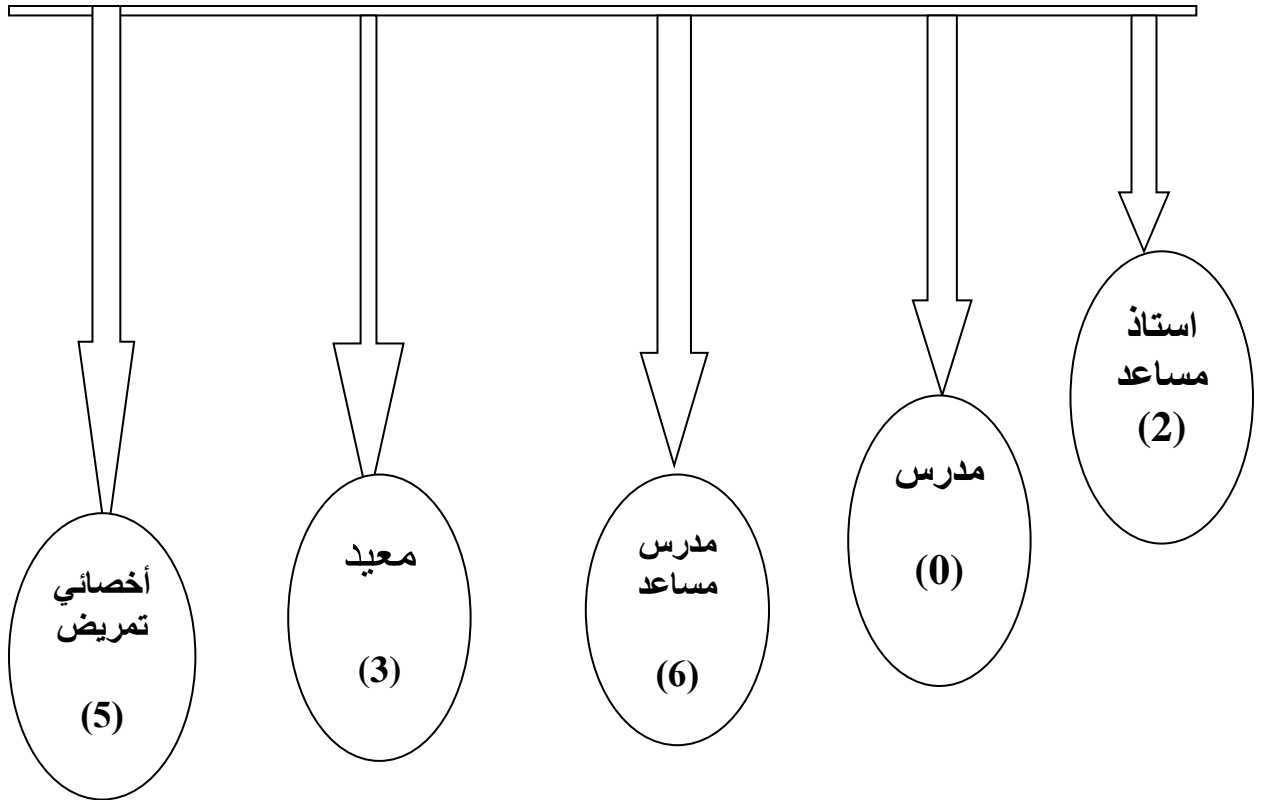 استاذ
مساعد
(2)
مدرس
(0)
مدرس
مساعد
(6)
معيد
(3)
أخصائي
تمريض
(5)